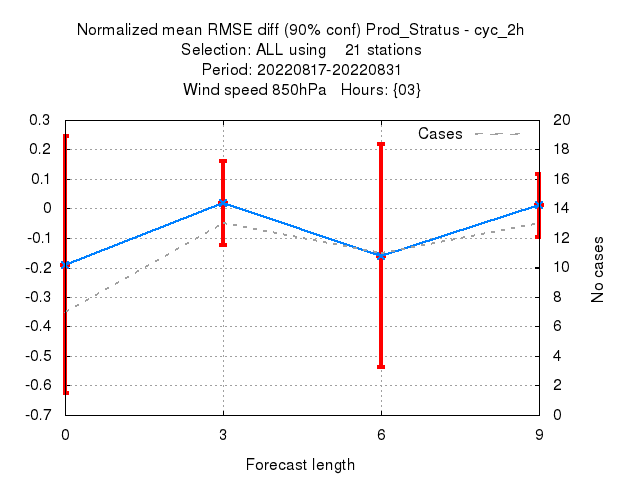 Normalized mean RMSE diff (90% conf) Prod_Stratus - cyc_2h
Selection: ALL using    21 stations
Period: 20220817-20220831
Wind speed 850hPa   Hours: {03}
0.3
0.2
0.1
0
-0.1
-0.2
-0.3
-0.4
-0.5
-0.6
-0.7
Cases
20
18
16
14
12
10
8
6
4
2
0
No cases
0 3 6 9
Forecast length